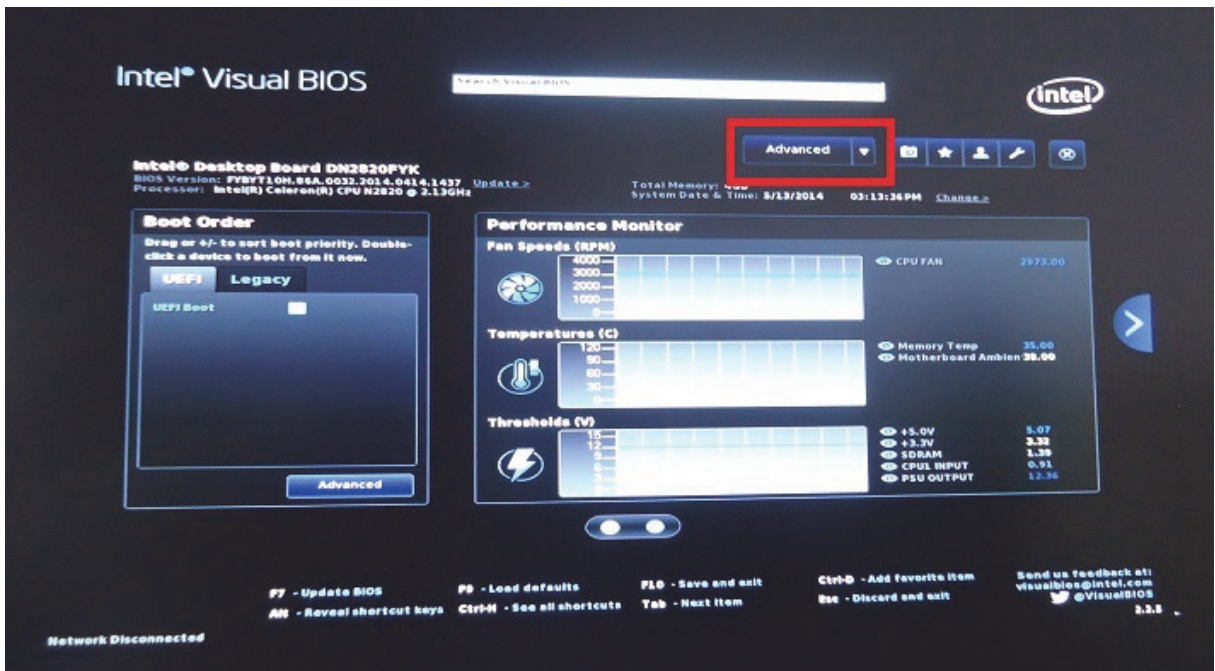 Intel® Visual BIOS
Search Visual BIOS
intel
Advanced
Intel® Desktop Board DN2820FYK
BIOS Version: FYBYT10H.86A.0032.2014.0414.1437 Update >
Processor: Intel(R) Celeron(R) CPU N2820 @ 2.13GHz
Total Memory: 4GB
System Date & Time: 5/13/2014 03:13:36 PM Change >
Boot Order
Drag or +/- to sort boot priority. Double-
click a device to boot from it now.
UEFI Legacy
UEFI Boot
Advanced
Performance Monitor
Fan Speeds (RPM)
4000
3000
2000
1000
0
CPU FAN 2973.00
Temperatures (C)
120
90
60
30
0
Memory Temp 35.00
Motherboard Ambien 38.00
Thresholds (V)
15
12
9
6
3
+5.0V 5.07
+3.3V 3.32
SDRAM 1.39
CPU1 INPUT 0.91
PSU OUTPUT 12.36
F7 - Update BIOS F9 - Load defaults F10 - Save and exit Ctrl-D - Add favorite item
Alt - Reveal shortcut keys Ctrl-H - See all shortcuts Tab - Next item Esc - Discard and exit
Send us feedback at:
visualbios@intel.com
@VisualBIOS
2.2.8
Network Disconnected